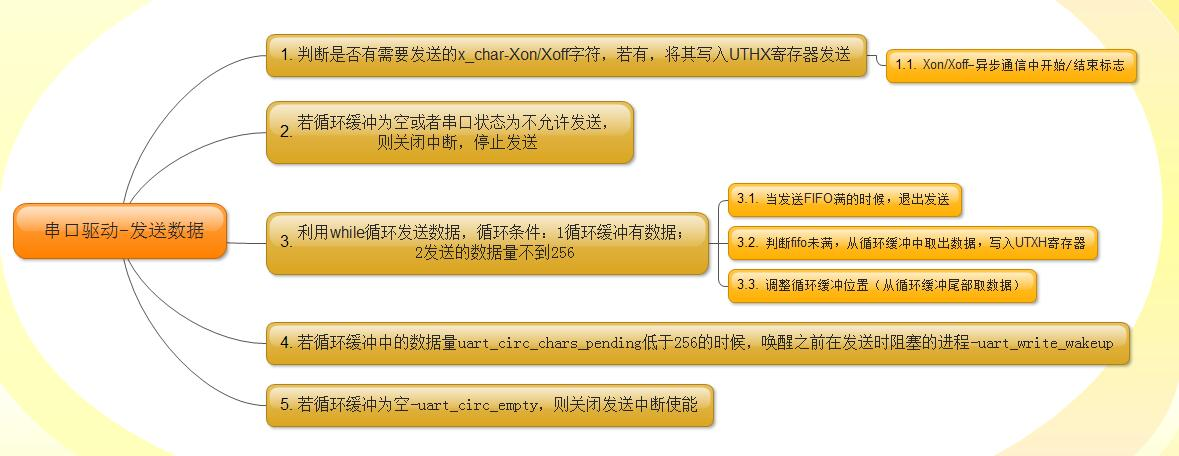 串口驱动-发送数据
1. 判断是否有需要发送的x_char-Xon/Xoff字符，若有，将其写入UTHX寄存器发送
1.1. Xon/Xoff-异步通信中开始/结束标志
2. 若循环缓冲为空或者串口状态为不允许发送，
则关闭中断，停止发送
3. 利用while循环发送数据，循环条件：1循环缓冲有数据；
2发送的数据量不到256
3.1. 当发送FIFO满的时候，退出发送
3.2. 判断fifo未满，从循环缓冲中取出数据，写入UTXH寄存器
3.3. 调整循环缓冲位置（从循环缓冲尾部取数据）
4. 若循环缓冲中的数据量uart_circ_chars_pending低于256的时候，唤醒之前在发送时阻塞的进程-uart_write_wakeup
5. 若循环缓冲为空-uart_circ_empty，则关闭发送中断使能